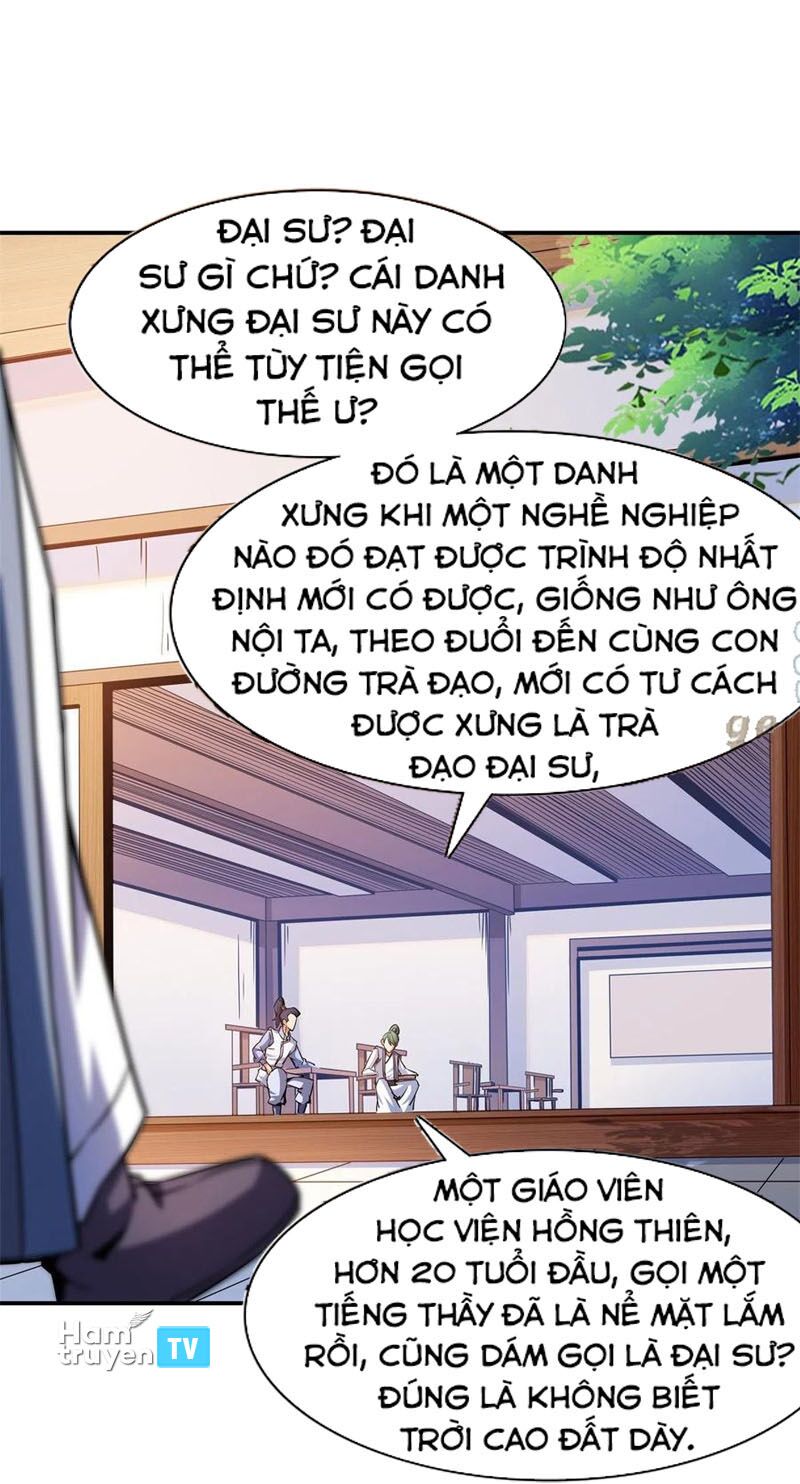 ĐẠI SƯ? ĐẠI
SƯ GÌ CHỨ? CÁI DANH
XƯNG ĐẠI SƯ NÀY CÓ
THỂ TÙY TIỆN GỌI
THẾ Ư?
ĐÓ LÀ MỘT DANH
XƯNG KHI MỘT NGHỀ NGHIỆP
NÀO ĐÓ ĐẠT ĐƯỢC TRÌNH ĐỘ NHẤT
ĐỊNH MỚI CÓ ĐƯỢC, GIỐNG NHƯ ÔNG
NỘI TA, THEO ĐUỔI ĐẾN CÙNG CON
ĐƯỜNG TRÀ ĐẠO, MỚI CÓ TƯ CÁCH
ĐƯỢC XƯNG LÀ TRÀ
ĐẠO ĐẠI SƯ,
MỘT GIÁO VIÊN
HỌC VIỆN HỒNG THIÊN,
HƠN 20 TUỔI ĐẦU, GỌI MỘT
TIẾNG THẦY ĐÃ LÀ NỂ MẶT LẮM
RỒI, CŨNG DÁM GỌI LÀ ĐẠI SƯ?
ĐÚNG LÀ KHÔNG BIẾT
TRỜI CAO ĐẤT DÀY.
Ham
truyen TV